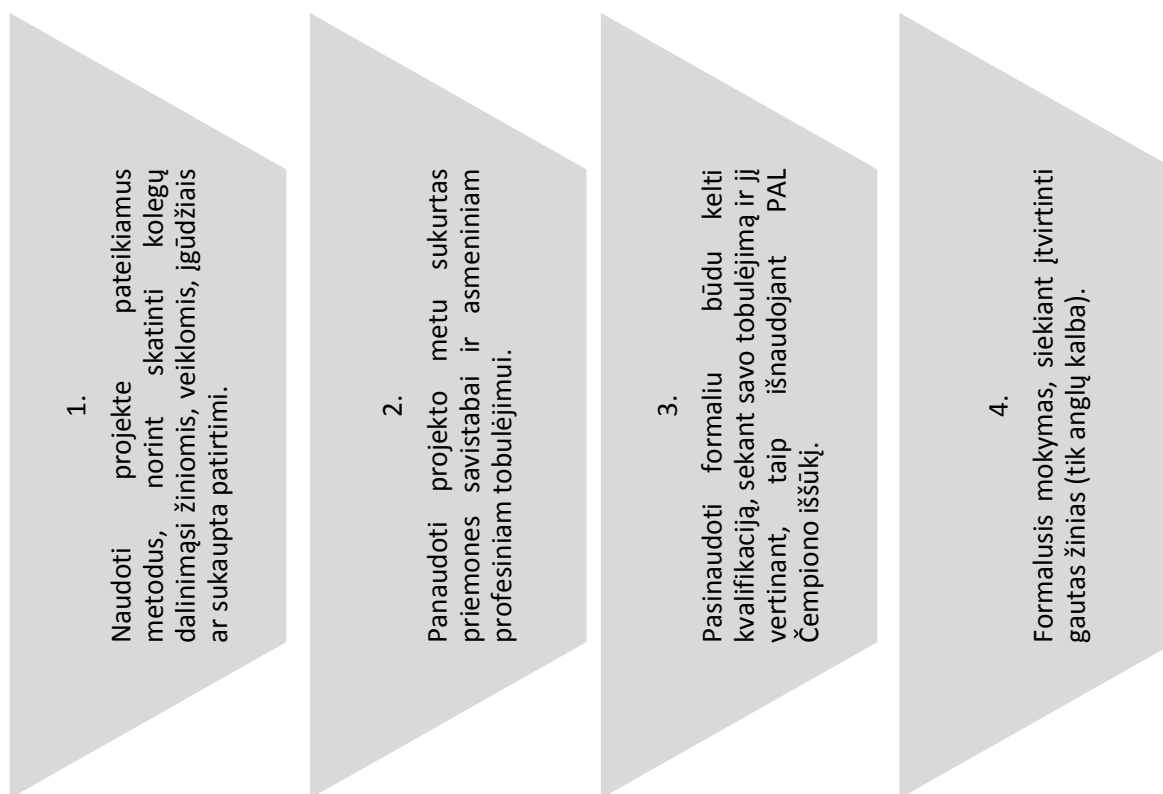 1.
Naudoti projekte pateikiamus
metodus, norint skatinti kolegų
dalinimąsi žiniomis, veiklomis, įgūdžiais
ar sukaupta patirtimi.
2.
Panaudoti projekto metu sukurtas
priemones savistabai ir asmeniniam
profesiniam tobulėjimui.
3.
Pasinaudoti formaliu būdu kelti
kvalifikaciją, sekant savo tobulėjimą ir jį
vertinant, taip išnaudojant PAL
Čempiono iššūkį.
4.
Formalusis mokymas, siekiant įtvirtinti
gautas žinias (tik anglų kalba).